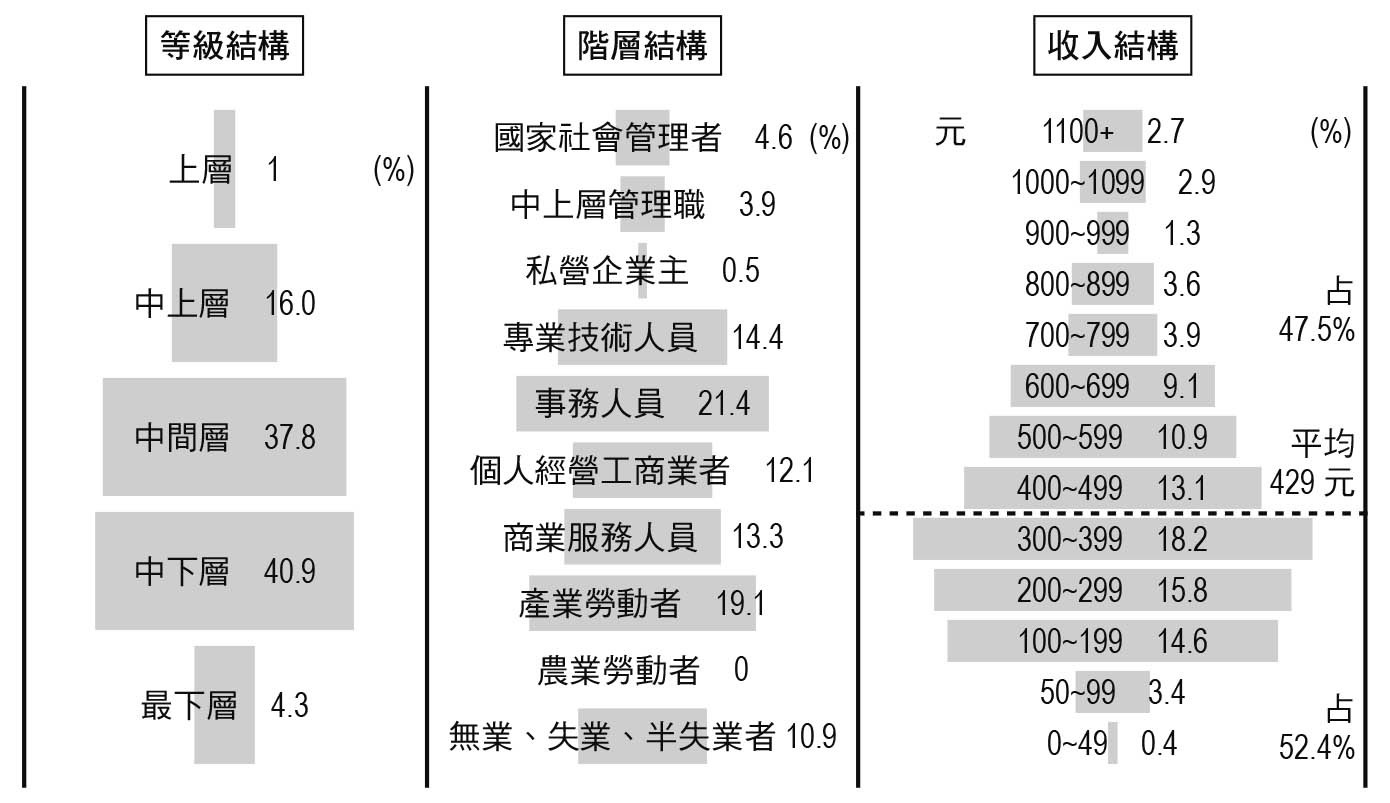 等級結構
上層 1 (%)
中上層 16.0
中間層 37.8
中下層 40.9
最下層 4.3
階層結構
國家社會管理者 4.6 (%)
中上層管理職 3.9
私營企業主 0.5
專業技術人員 14.4
事務人員 21.4
個人經營工商業者 12.1
商業服務人員 13.3
產業勞動者 19.1
農業勞動者 0
無業、失業、半失業者 10.9
收入結構
元 1100+ 2.7 (%)
1000~1099 2.9
900~999 1.3
800~899 3.6
700~799 3.9
600~699 9.1
500~599 10.9
400~499 13.1
占
47.5%
平均
429 元
300~399 18.2
200~299 15.8
100~199 14.6
50~99 3.4
0~49 0.4
占
52.4%